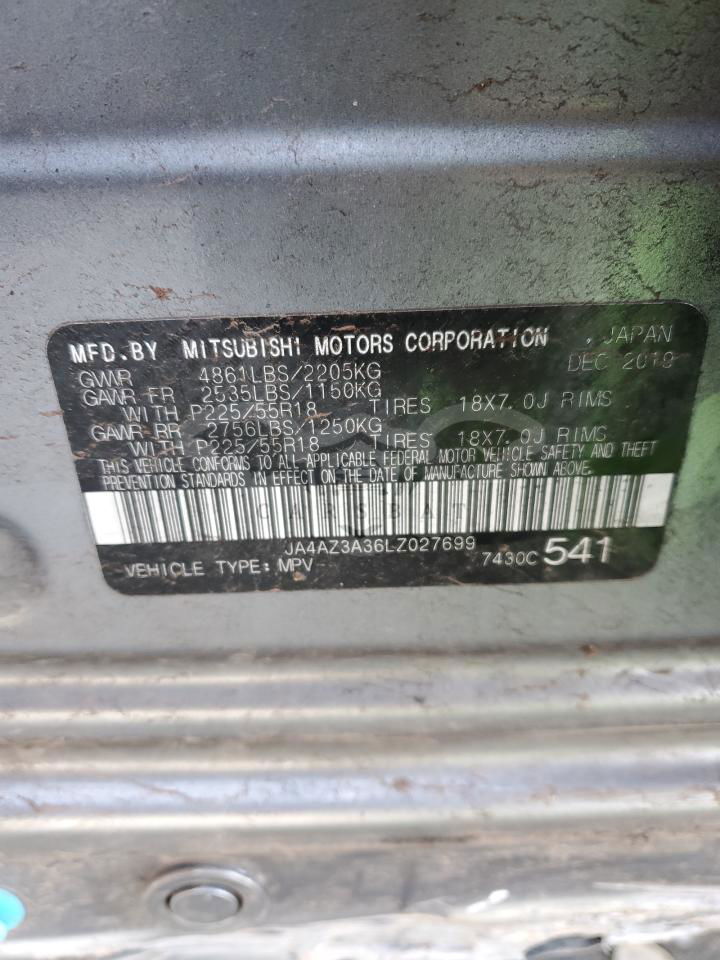 MFD.BY MITSUBISHI MOTORS CORPORATION , JAPAN
GWR 4861LBS/2205KG DEC 2019
GAWR FR 2535LBS/1150KG
WITH P225/55R18 TIRES 18X7.0J RIMS
GAWR RR 2756LBS/1250KG
WITH P225/55R18 TIRES 18X7.0J RIMS
THIS VEHICLE CONFORMS TO ALL-APPLICABLE FEDERAL MOTOR VEHICLE SAFETY AND THEFT
PREVENTION STANDARDS IN EFFECT ON THE DATE OF MANUFACTURE SHOWN ABOVE.
CARSBAT
JA4AZ3A36LZ027699
VEHICLE TYPE: MPV 7430C 541